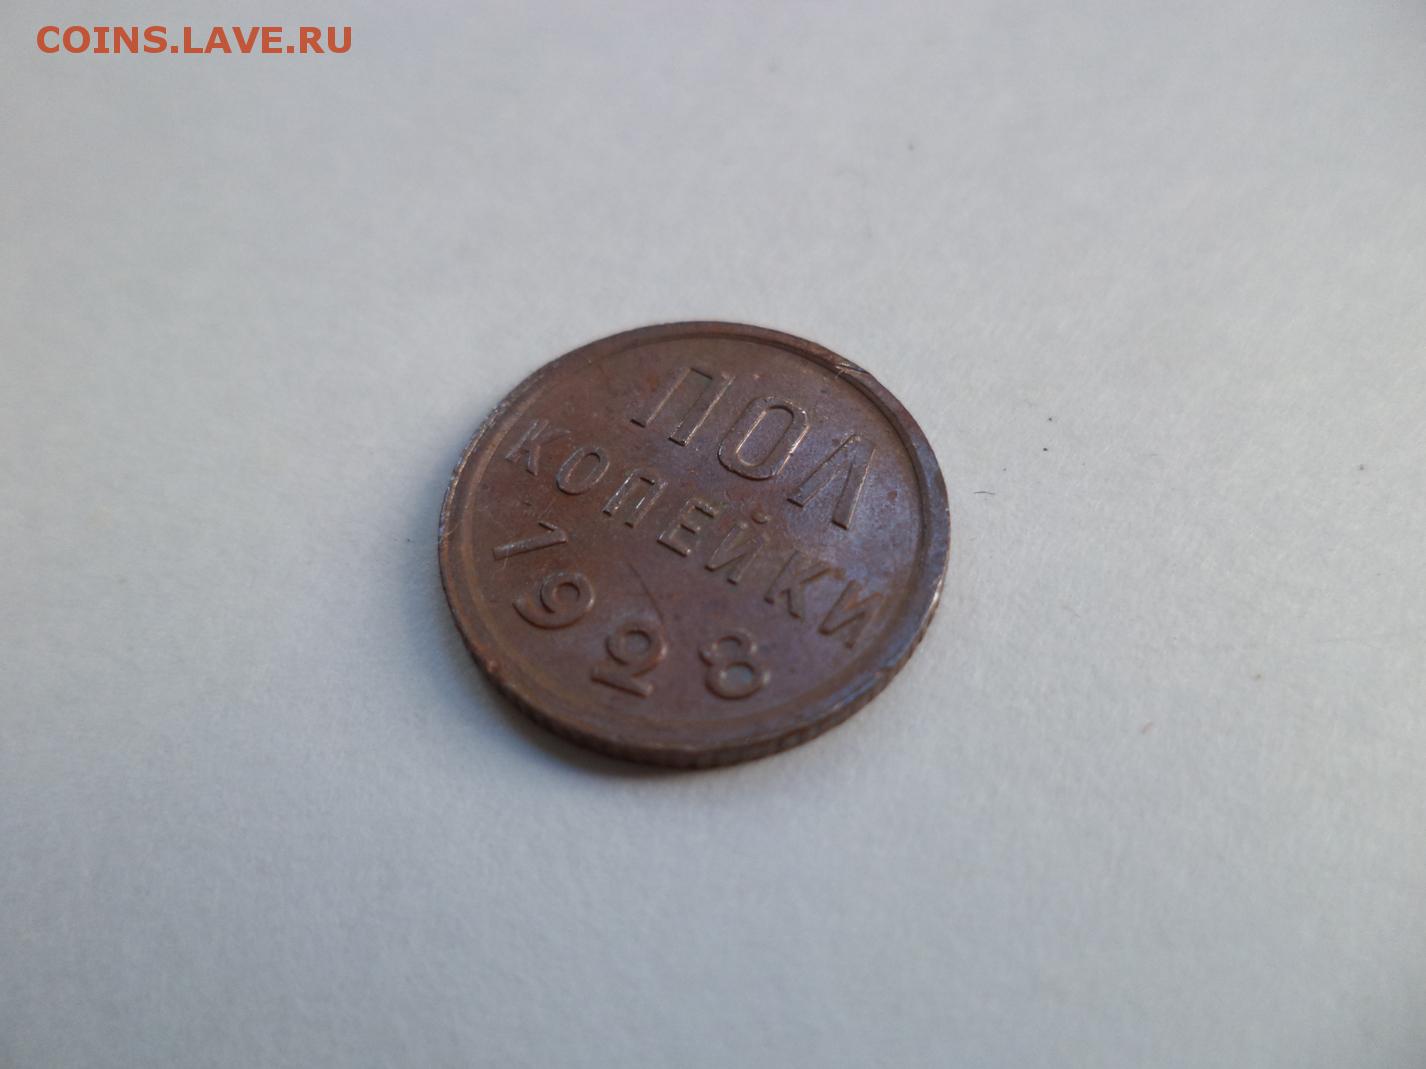 COINS.LAVE.RU
ПОЛ
КОПЕЙКИ
1928